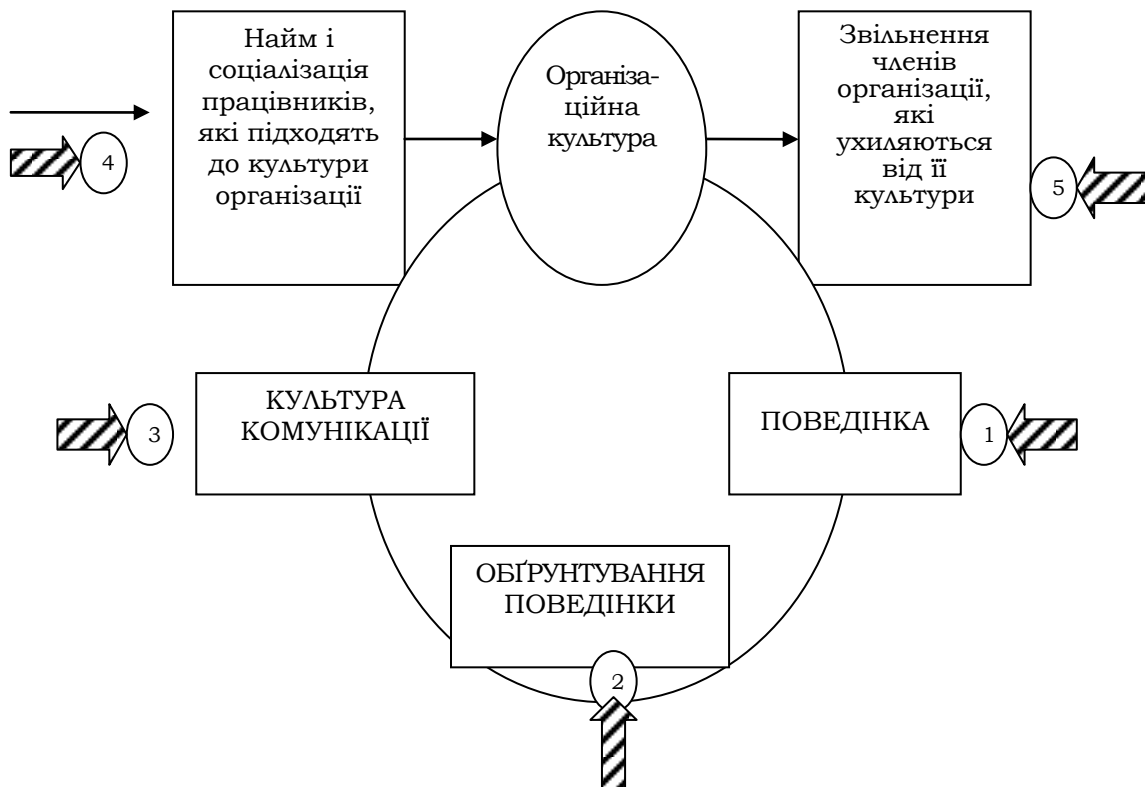 Найм і
соціалізація
працівників,
які підходять
до культури
організації
Організа-
ційна
культура
Звільнення
членів
організації,
які
ухиляються
від її
культури
4
5
КУЛЬТУРА
КОМУНІКАЦІЇ
3
ПОВЕДІНКА
1
ОБҐРУНТУВАННЯ
ПОВЕДІНКИ
2